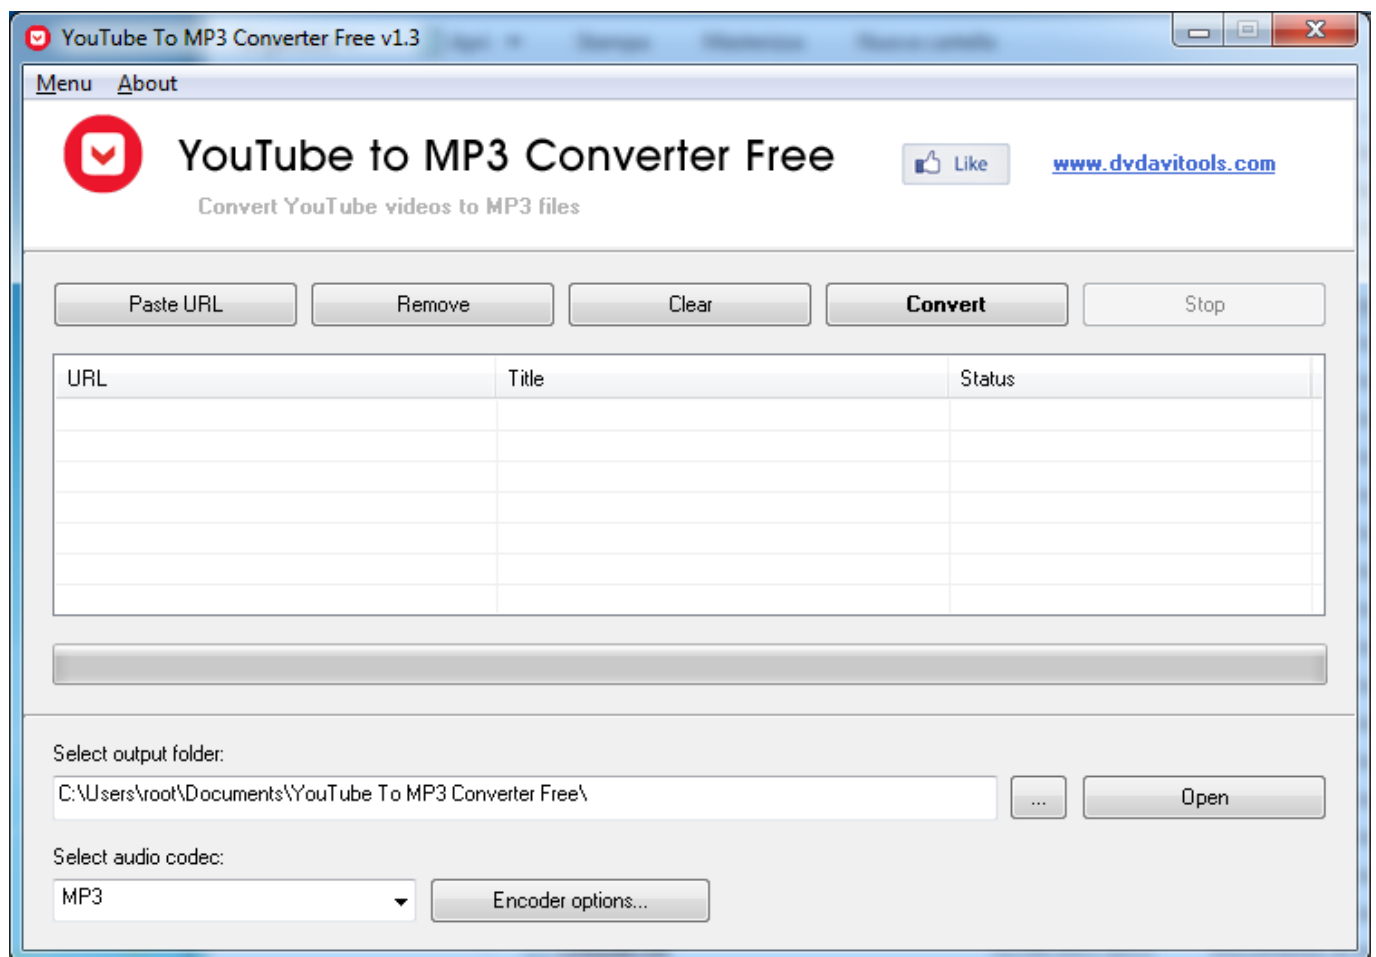 YouTube To MP3 Converter Free v1.3
Menu About
YouTube to MP3 Converter Free
Like
www.dvdavitools.com
Convert YouTube videos to MP3 files
Paste URL Remove Clear Convert Stop
URL Title Status
Select output folder:
C:\Users\root\Documents\YouTube To MP3 Converter Free\
... Open
Select audio codec:
MP3
Encoder options...